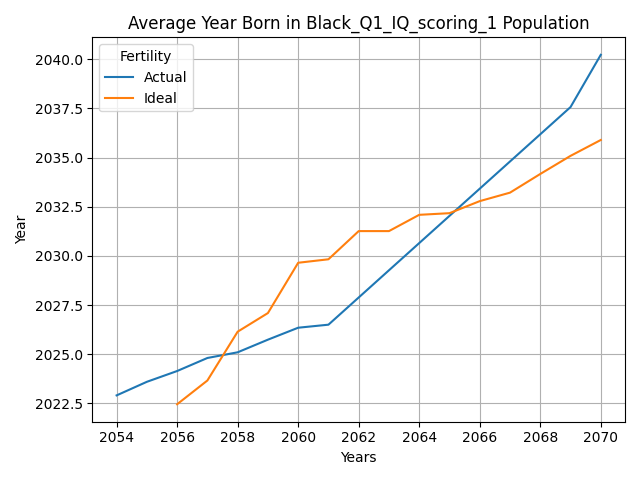 Average Year Born in Black_Q1_IQ_scoring_1 Population
Fertility
Actual
Ideal
2040.0
2037.5
2035.0
2032.5
2030.0
2027.5
2025.0
2022.5
Year
2054 2056 2058 2060 2062 2064 2066 2068 2070
Years